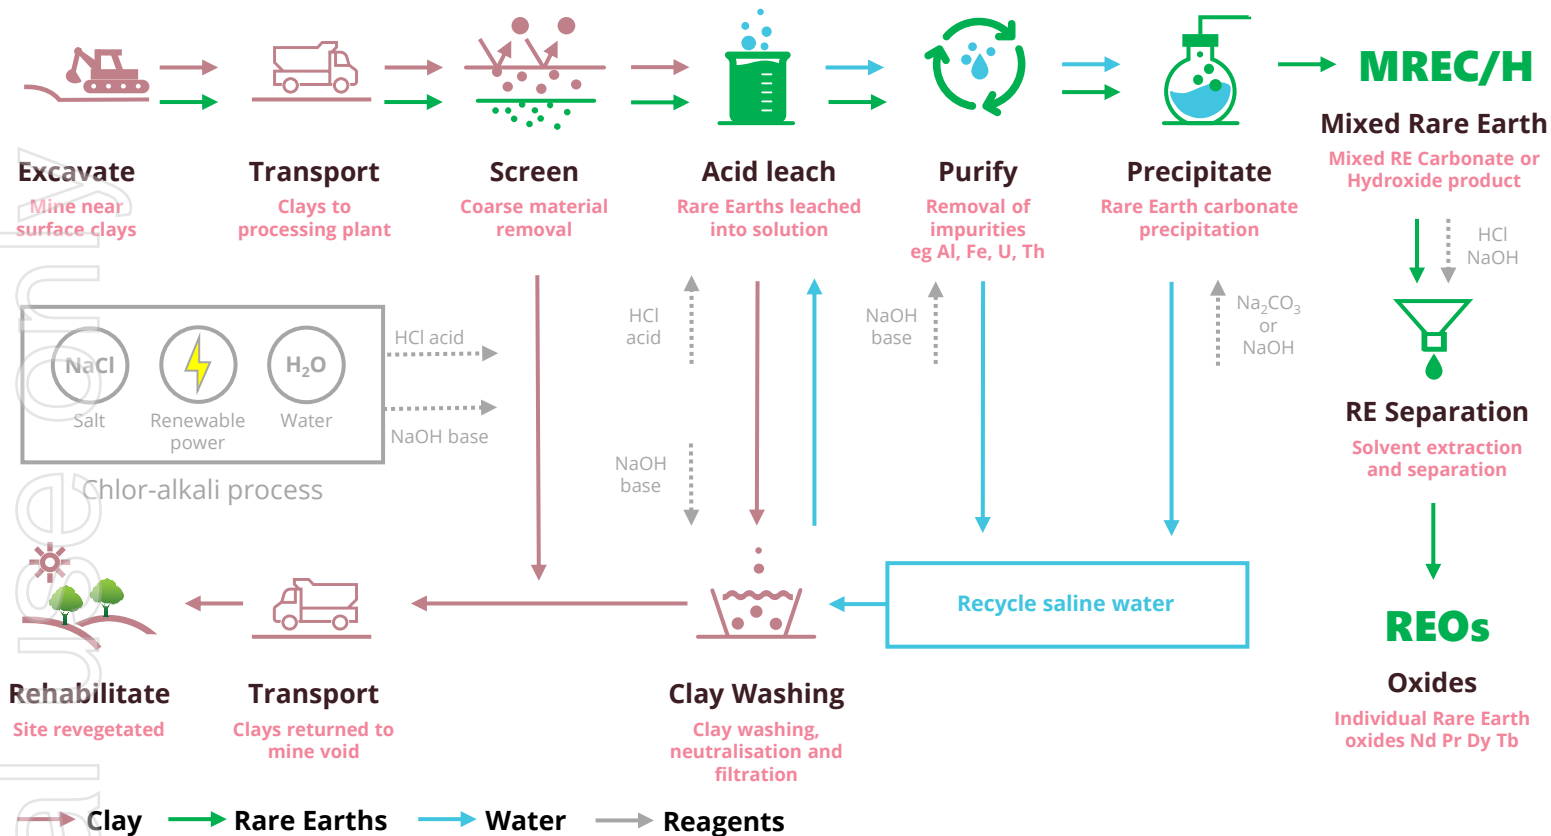 MREC/H
Excavate
Mine near
surface clays
Transport
Clays to
processing plant
Screen
Coarse material
removal
Acid leach
Rare Earths leached
into solution
Purify
Removal of
impurities
eg Al, Fe, U, Th
Precipitate
Rare Earth carbonate
precipitation
Mixed Rare Earth
Mixed RE Carbonate or
Hydroxide product
HCl
NaOH
NaCl
Salt
Renewable
power
H₂O
Water
Chlor-alkali process
HCl acid
NaOH base
HCl
acid
NaOH
base
NaOH
base
Na₂CO₃
or
NaOH
RE Separation
Solvent extraction
and separation
Recycle saline water
REOs
Oxides
Individual Rare Earth
oxides Nd Pr Dy Tb
Rehabilitate
Site revegetated
Transport
Clays returned to
mine void
Clay Washing
Clay washing,
neutralisation and
filtration
Clay
Rare Earths
Water
Reagents
al use only